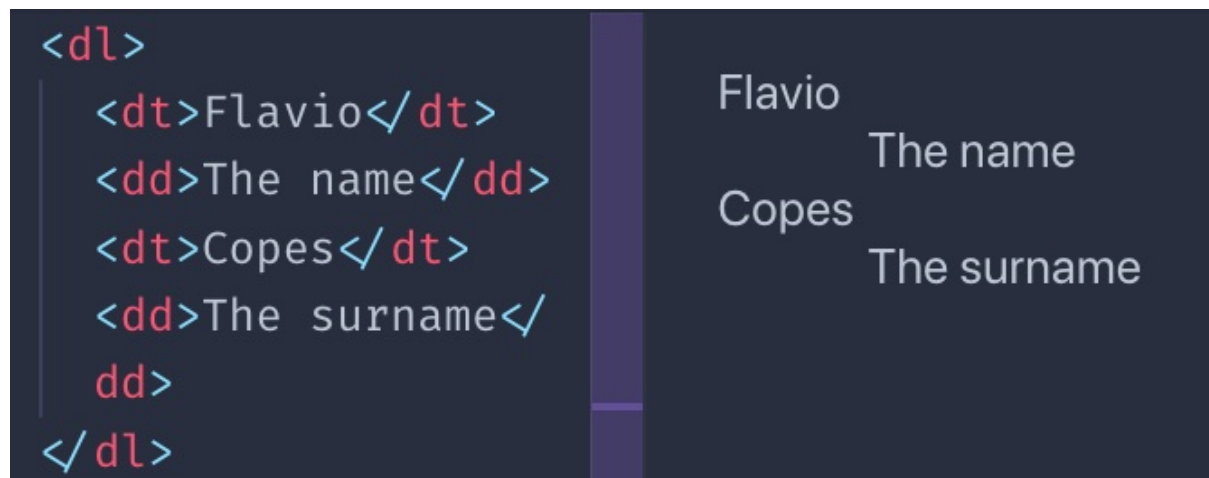 <dl>
<dt>Flavio</dt>
<dd>The name</dd>
<dt>Copes</dt>
<dd>The surname</
dd>
</dl>
Flavio
The name
Copes
The surname